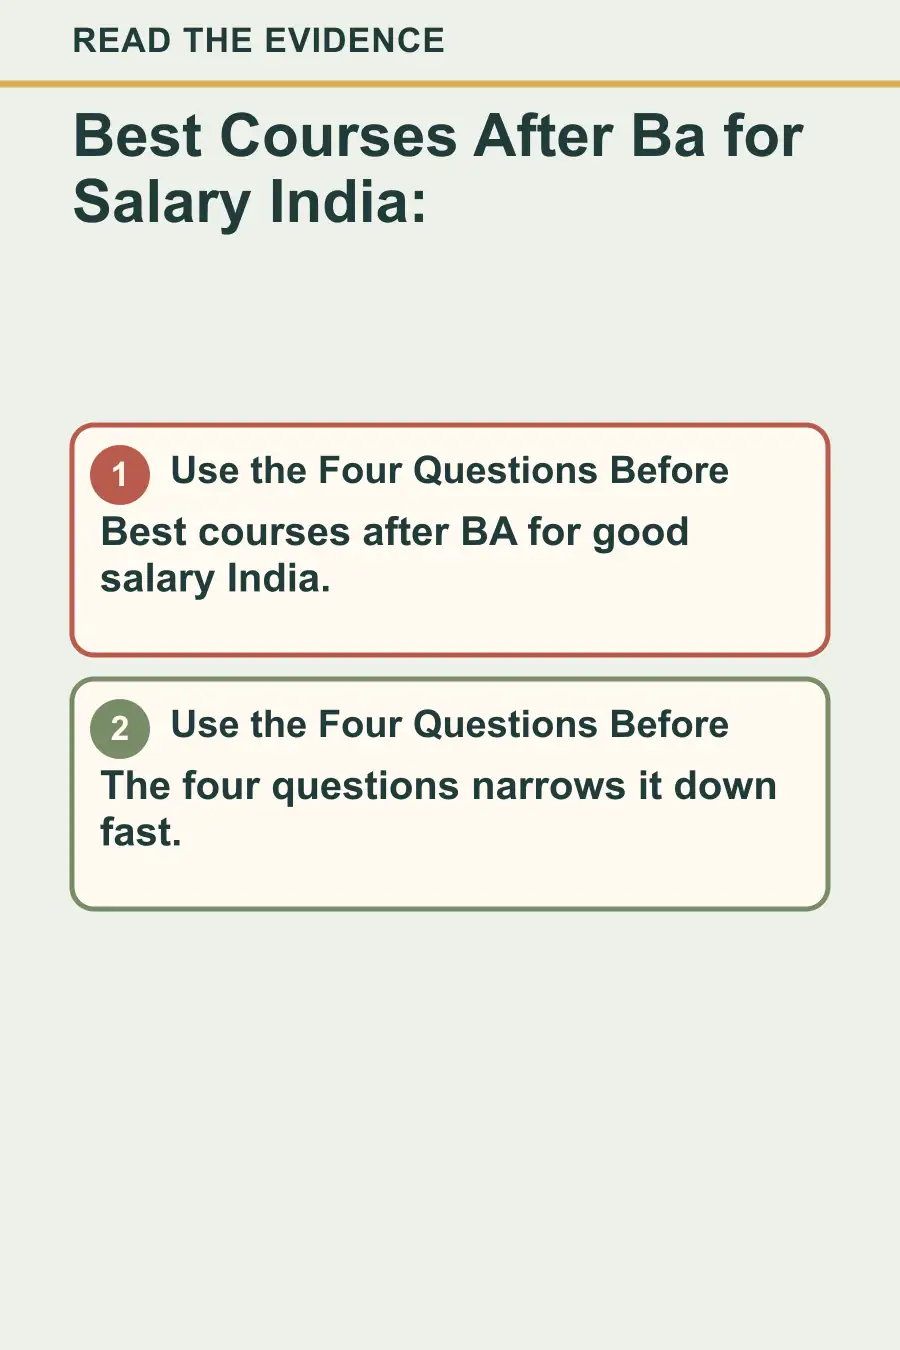 READ THE EVIDENCE
Best Courses After Ba for
Salary India:
1 Use the Four Questions Before
Best courses after BA for good
salary India.
2 Use the Four Questions Before
The four questions narrows it down
fast.